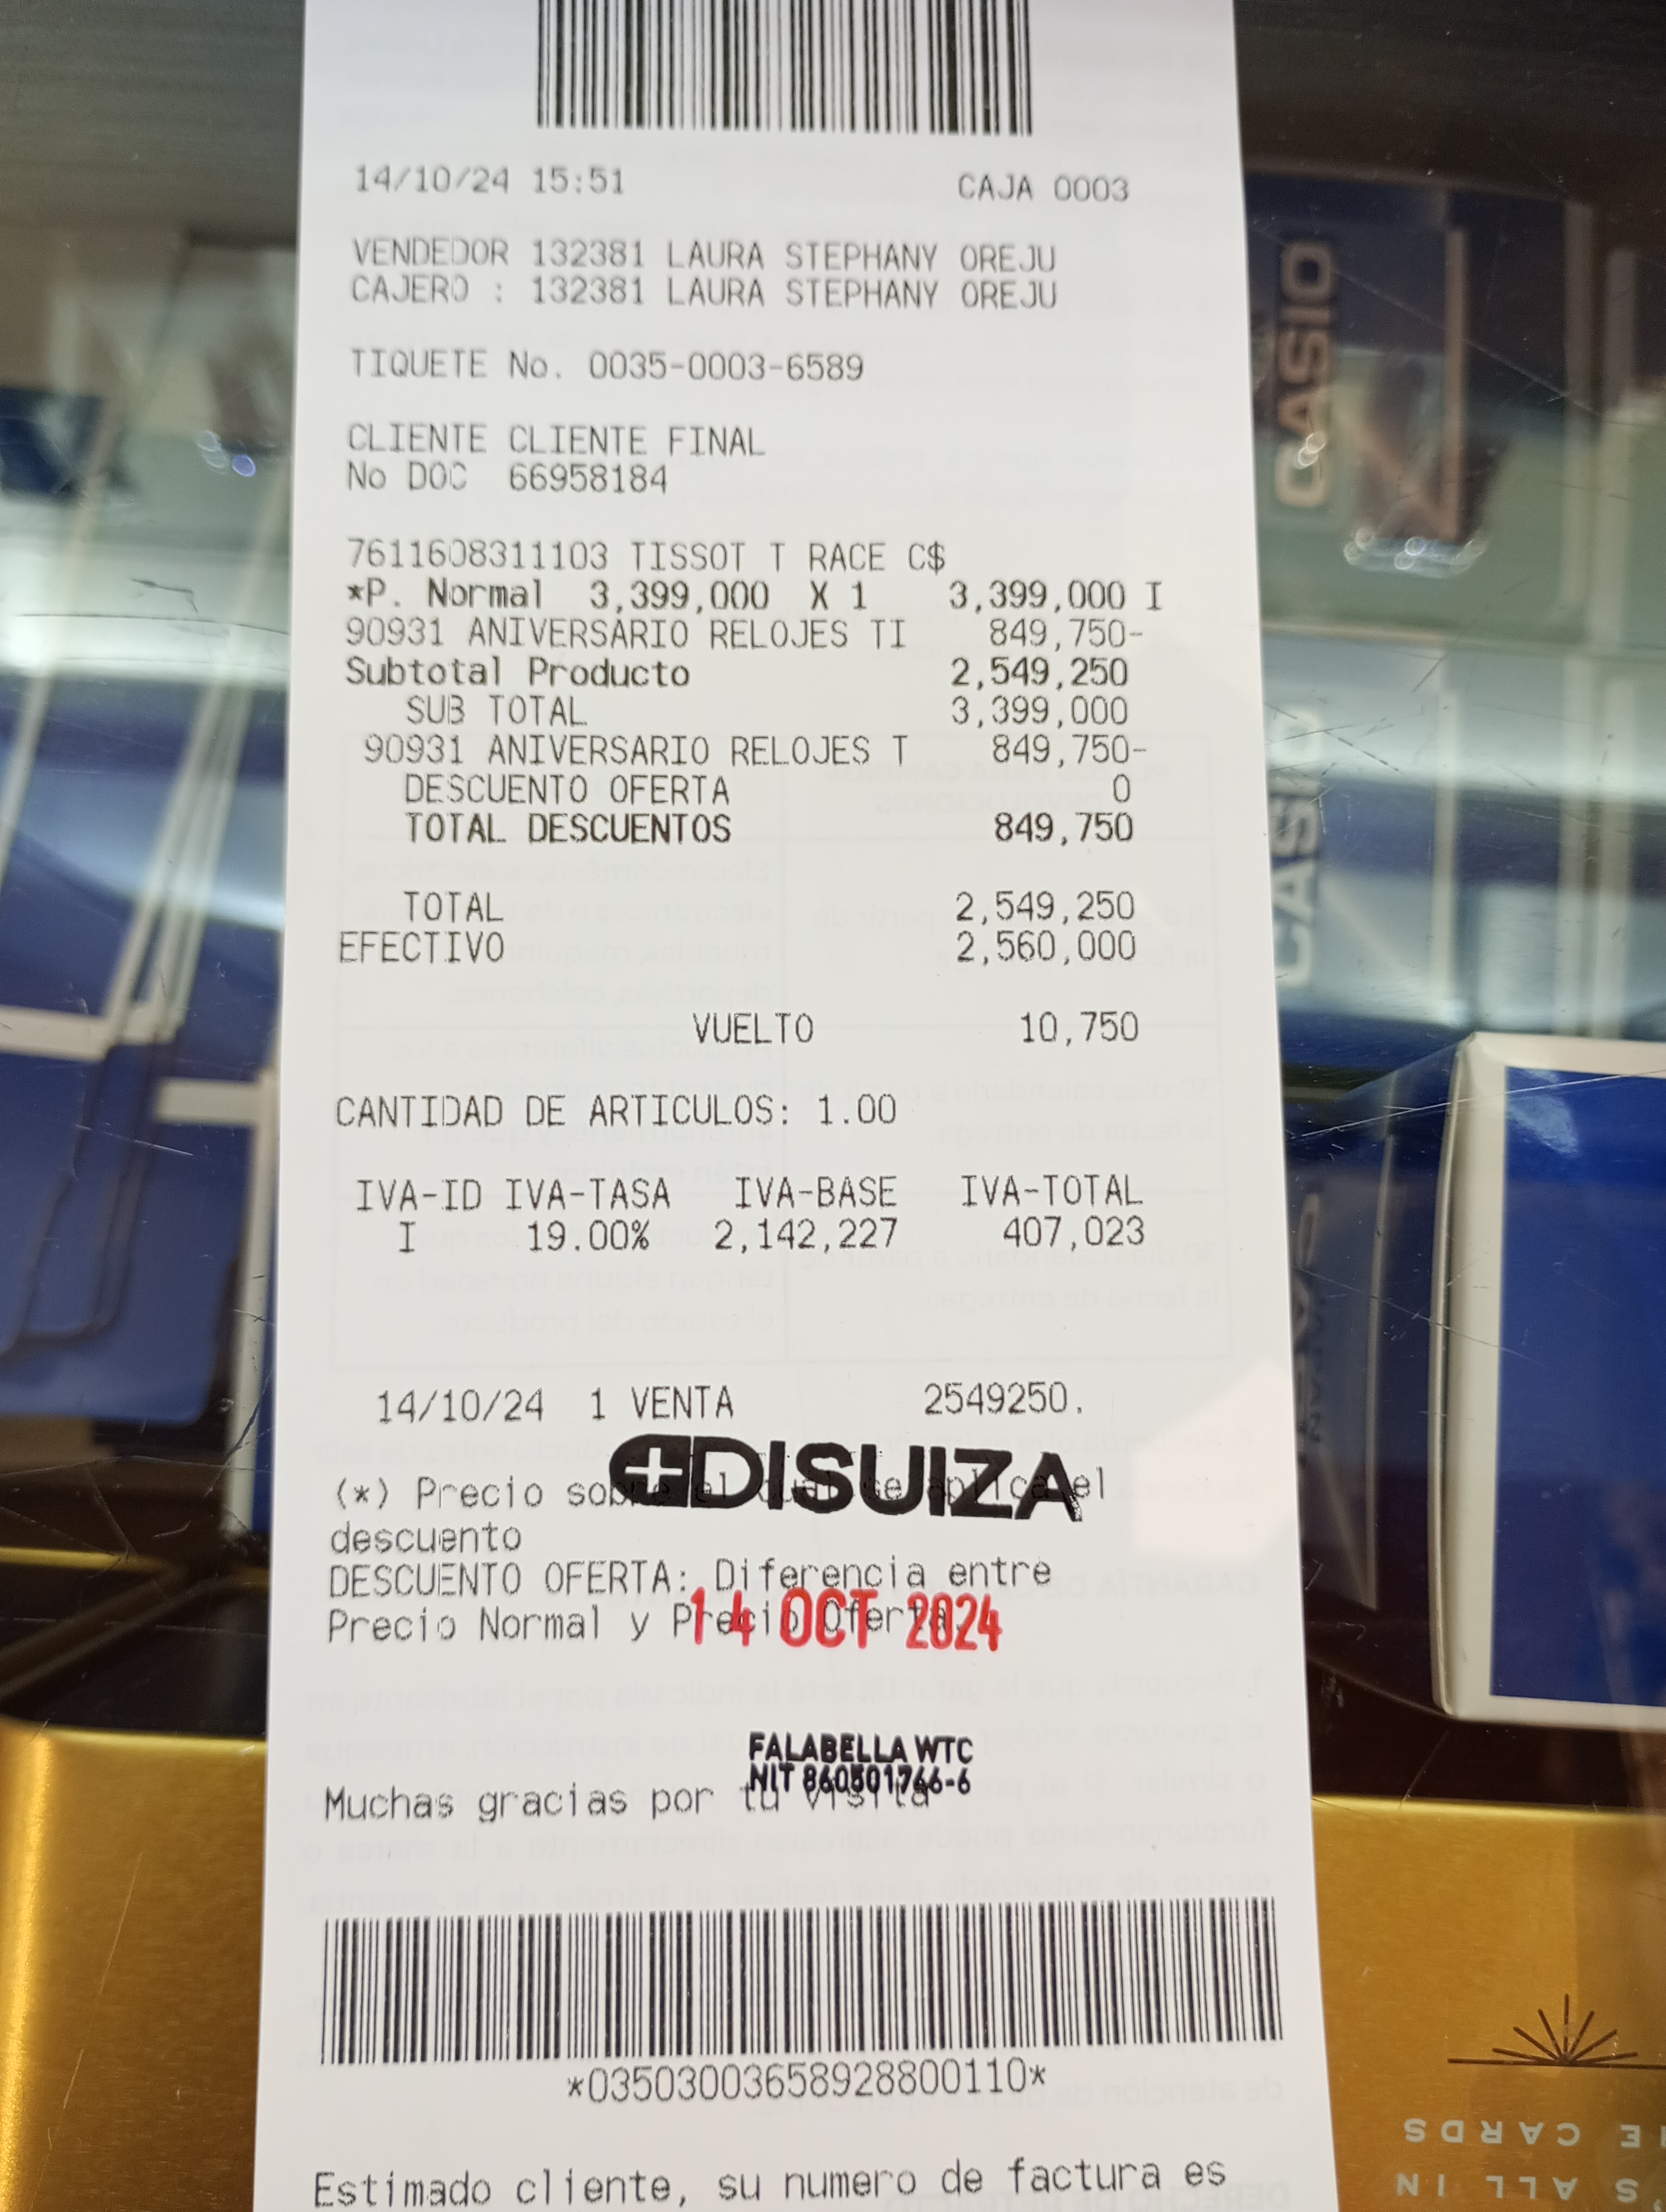 14/10/24 15:51 CAJA 0003
VENDEDOR 132381 LAURA STEPHANY OREJU
CAJERO : 132381 LAURA STEPHANY OREJU
TIQUETE No. 0035-0003-6589
CLIENTE CLIENTE FINAL
No DOC 66958184
7611608311103 TISSOT T RACE C$
*P. Normal 3,399,000 X 1 3,399,000 I
90931 ANIVERSARIO RELOJES TI 849,750-
Subtotal Producto 2,549,250
SUB TOTAL 3,399,000
90931 ANIVERSARIO RELOJES T 849,750-
DESCUENTO OFERTA 0
TOTAL DESCUENTOS 849,750
TOTAL 2,549,250
EFECTIVO 2,560,000
VUELTO 10,750
CANTIDAD DE ARTICULOS: 1.00
IVA-ID IVA-TASA IVA-BASE IVA-TOTAL
I 19.00% 2,142,227 407,023
14/10/24 1 VENTA 2549250.
DISUIZA
(*) Precio sobre el cual se aplica el
descuento
DESCUENTO OFERTA: Diferencia entre
Precio Normal y Precio Oferta.
14 OCT 2024
FALABELLA WTC
NIT 860501766-6
Muchas gracias por tu visita
*035030003658928800110*
Estimado cliente, su numero de factura es
CASIO
CASIO
E CARDS
S ALL IN